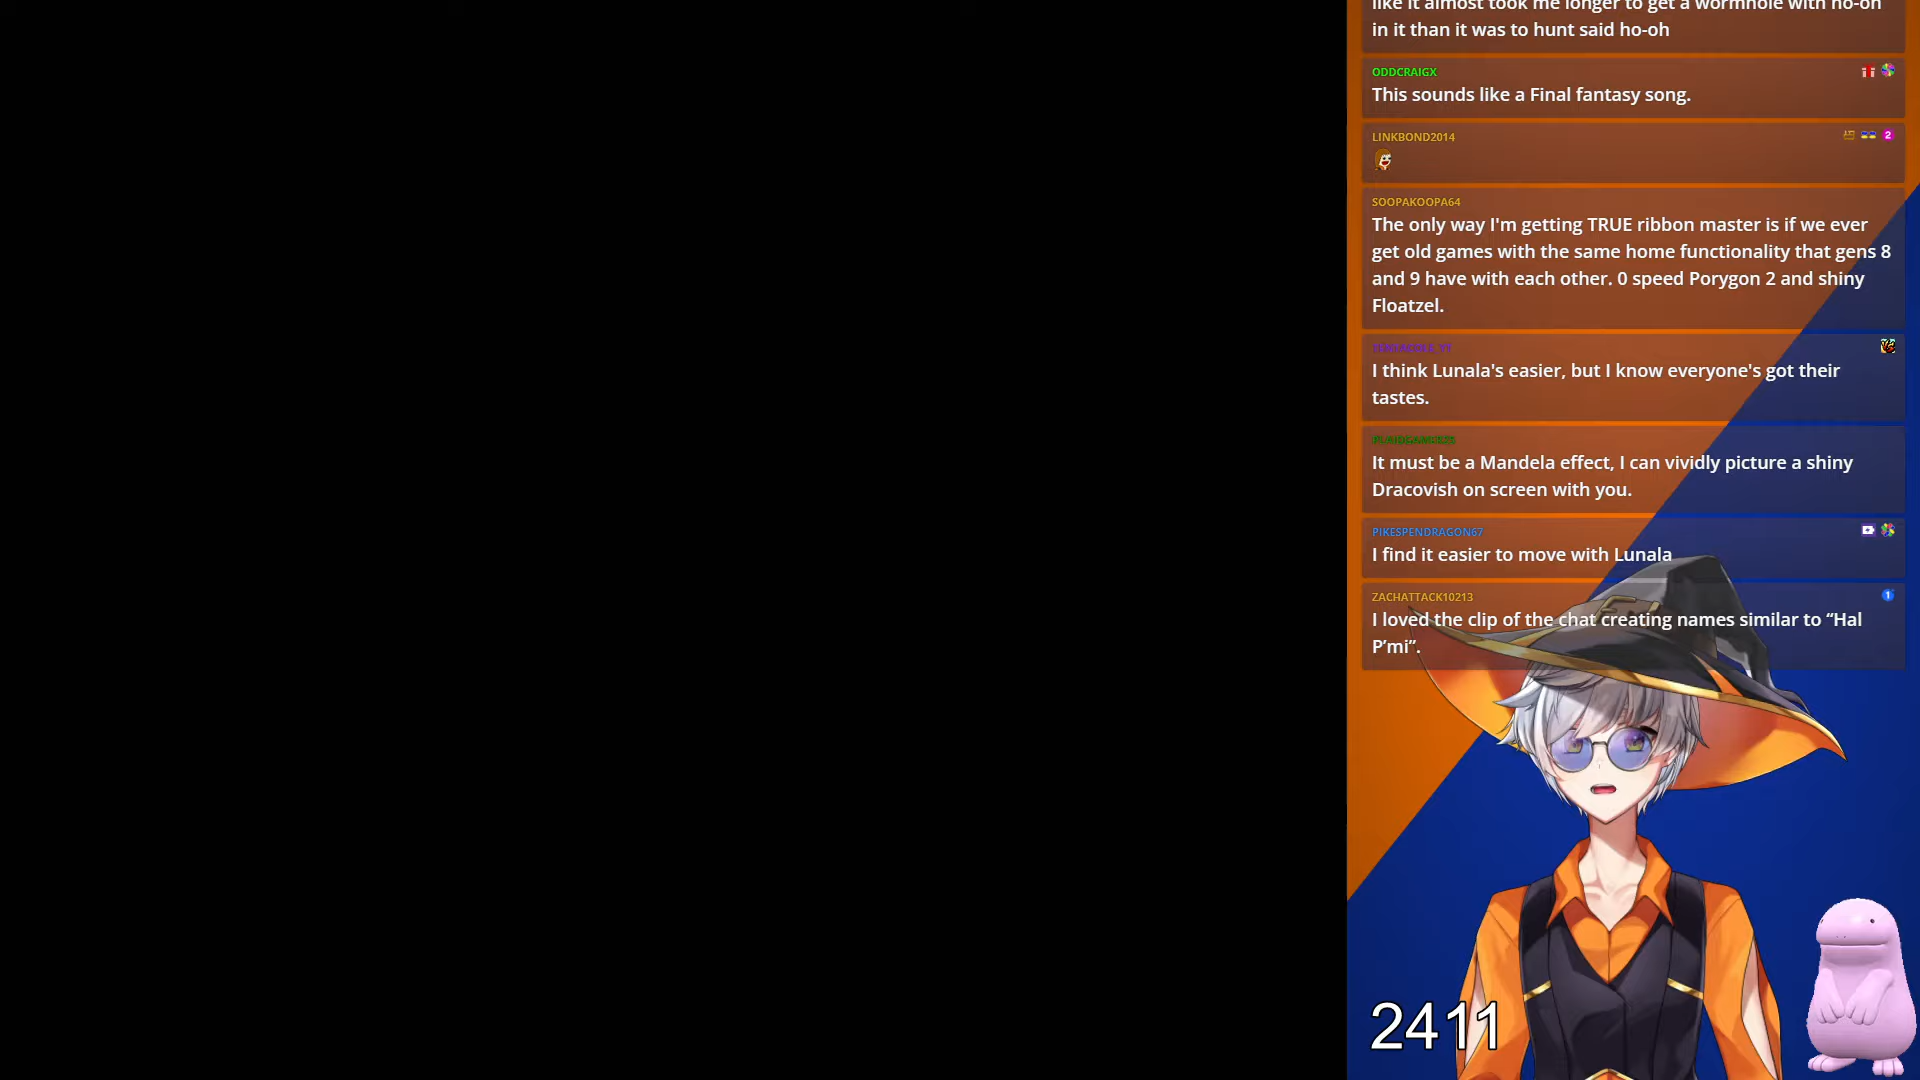 like it almost took me longer to get a wormhole with ho-oh
in it than it was to hunt said ho-oh
ODDCRAIGX
This sounds like a Final fantasy song.
LINKBOND2014
2
SOOPAKOOPA64
The only way I'm getting TRUE ribbon master is if we ever
get old games with the same home functionality that gens 8
and 9 have with each other. 0 speed Porygon 2 and shiny
Floatzel.
I think Lunala's easier, but I know everyone's got their
tastes.
It must be a Mandela effect, I can vividly picture a shiny
Dracovish on screen with you.
PIKESPENDRAGON67
I find it easier to move with Lunala
ZACHATTACK10213
1
I loved the clip of the chat creating names similar to “Hal
P’mi”.
2411